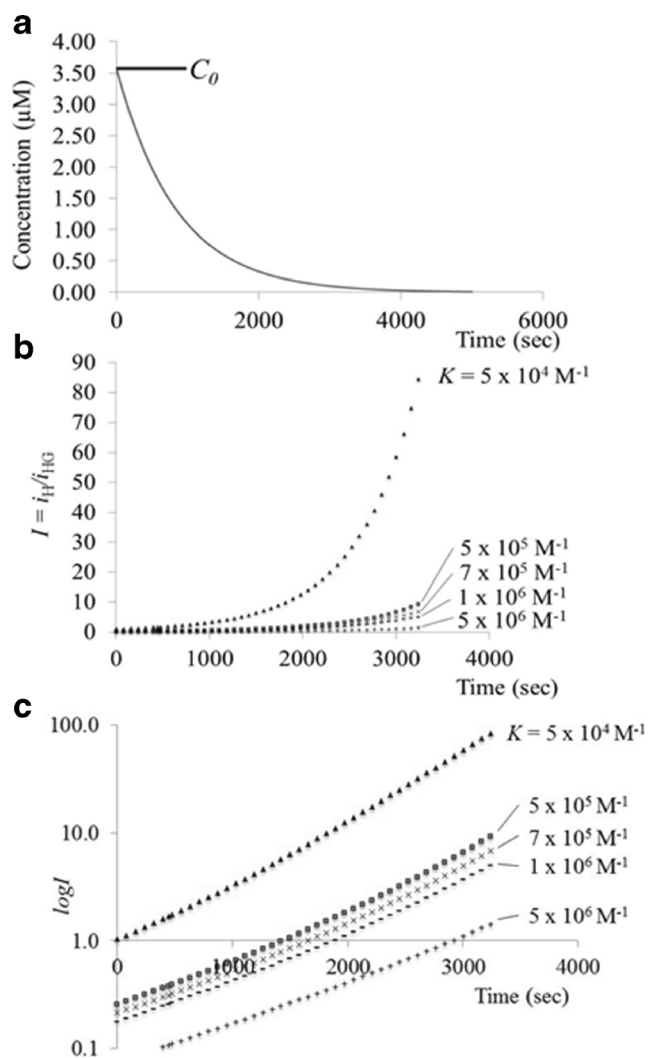 a
4.00
3.50
3.00
2.50
2.00
1.50
1.00
0.50
0.00
Concentration (μM)
C₀
0 2000 4000 6000
Time (sec)
b
90
80
70
60
50
40
30
20
10
0
I = iH/iHG
K = 5 x 10⁴ M⁻¹
5 x 10⁵ M⁻¹
7 x 10⁵ M⁻¹
1 x 10⁶ M⁻¹
5 x 10⁶ M⁻¹
0 1000 2000 3000 4000
Time (sec)
c
100.0
10.0
1.0
0.1
logI
K = 5 x 10⁴ M⁻¹
5 x 10⁵ M⁻¹
7 x 10⁵ M⁻¹
1 x 10⁶ M⁻¹
5 x 10⁶ M⁻¹
0 1000 2000 3000 4000
Time (sec)